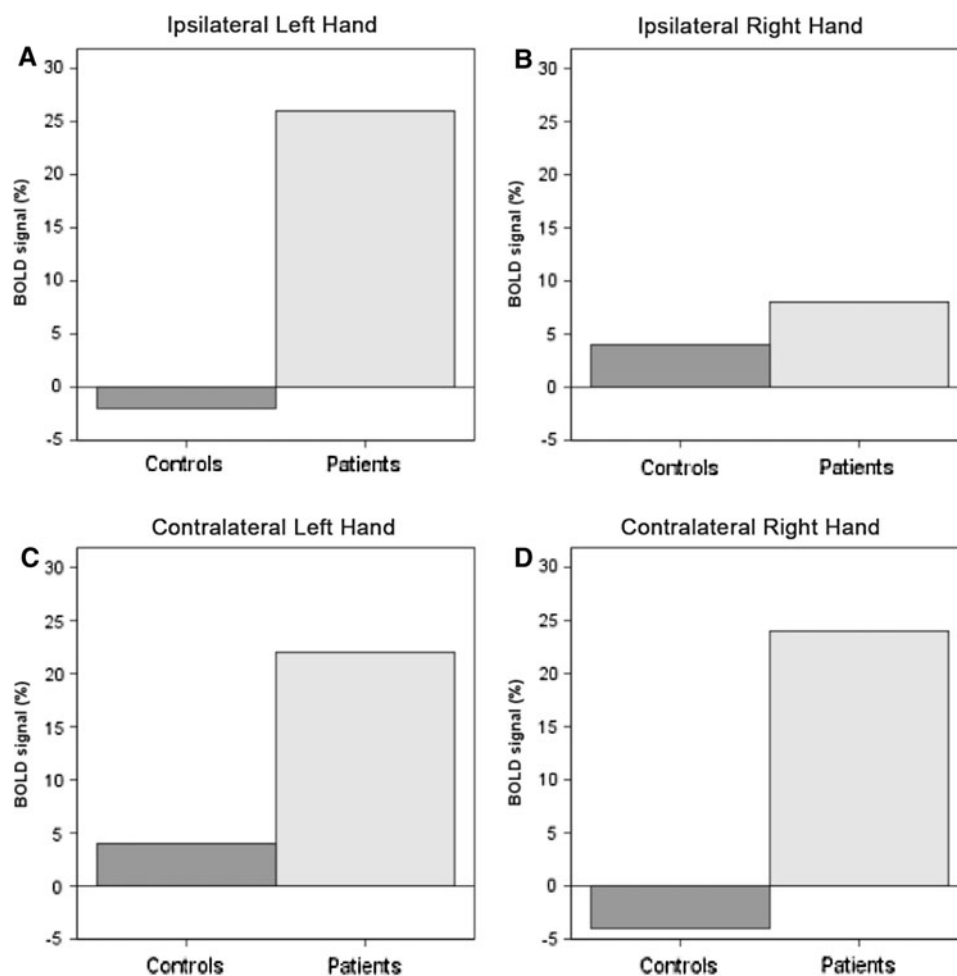 Ipsilateral Left Hand
A
30
25
20
15
10
5
0
-5
BOLD signal (%)
Controls Patients
Ipsilateral Right Hand
B
30
25
20
15
10
5
0
-5
BOLD signal (%)
Controls Patients
Contralateral Left Hand
C
30
25
20
15
10
5
0
-5
BOLD signal (%)
Controls Patients
Contralateral Right Hand
D
30
25
20
15
10
5
0
-5
BOLD signal (%)
Controls Patients